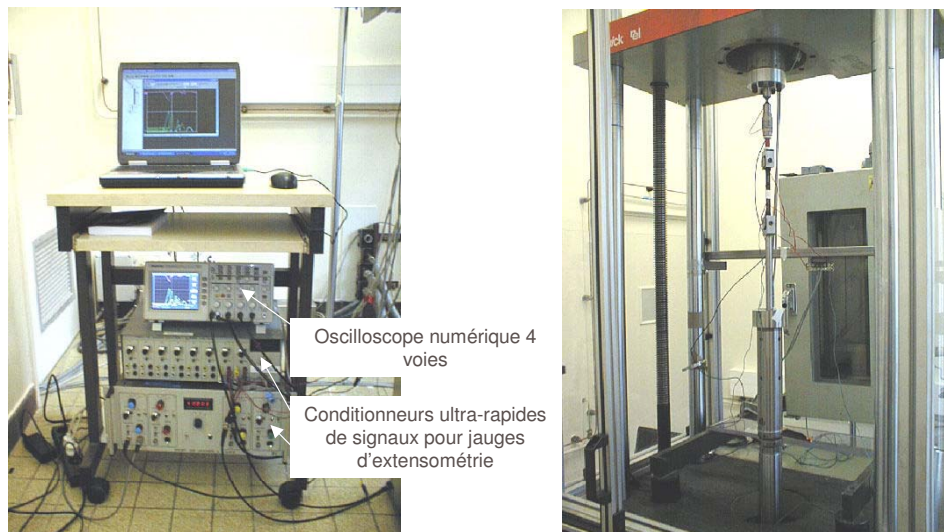 Oscilloscope numérique 4
voies
Conditionneurs ultra-rapides
de signaux pour jauges
d'extensométrie